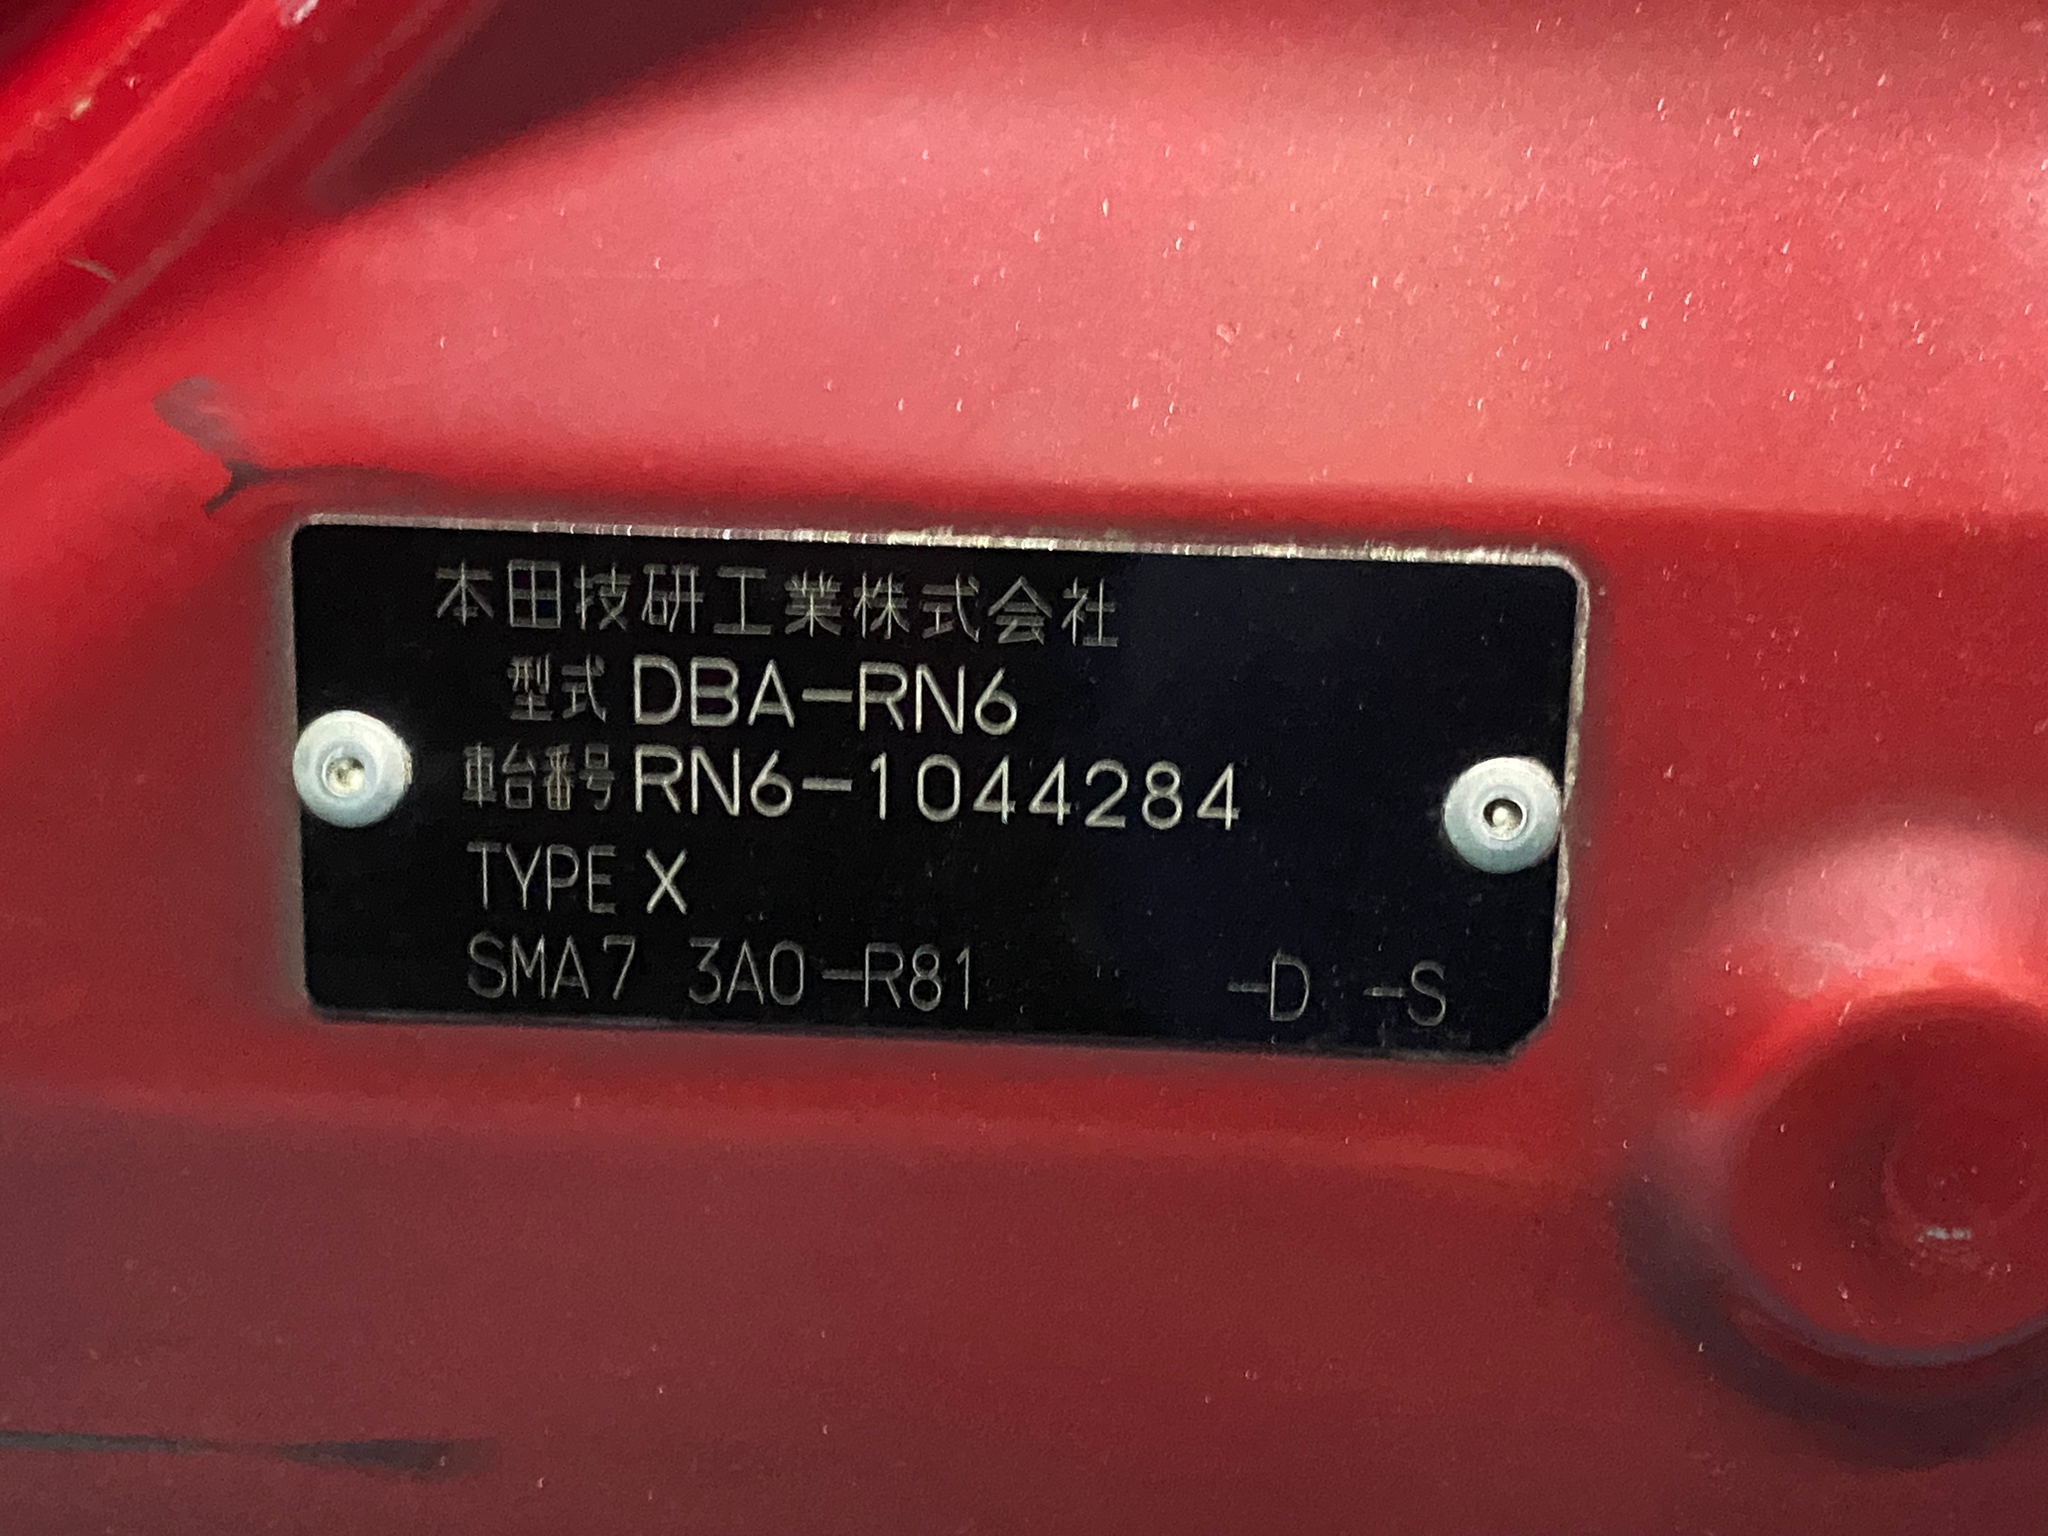 本田技研工業株式会社
型式 DBA-RN6
車台番号 RN6-1044284
TYPE X
SMA7 3A0-R81 -D -S